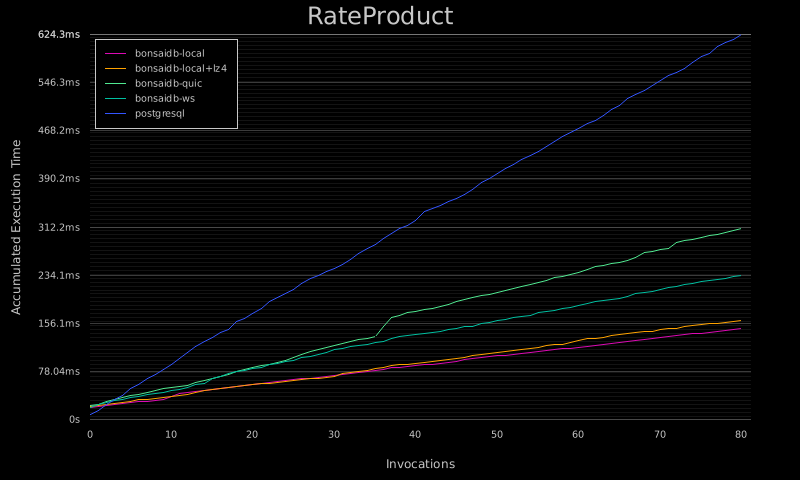 RateProduct
624.3ms
546.3ms
468.2ms
390.2ms
312.2ms
234.1ms
156.1ms
78.04ms
0s
Accumulated Execution Time
bonsaidb-local
bonsaidb-local+lz4
bonsaidb-quic
bonsaidb-ws
postgresql
0 10 20 30 40 50 60 70 80
Invocations